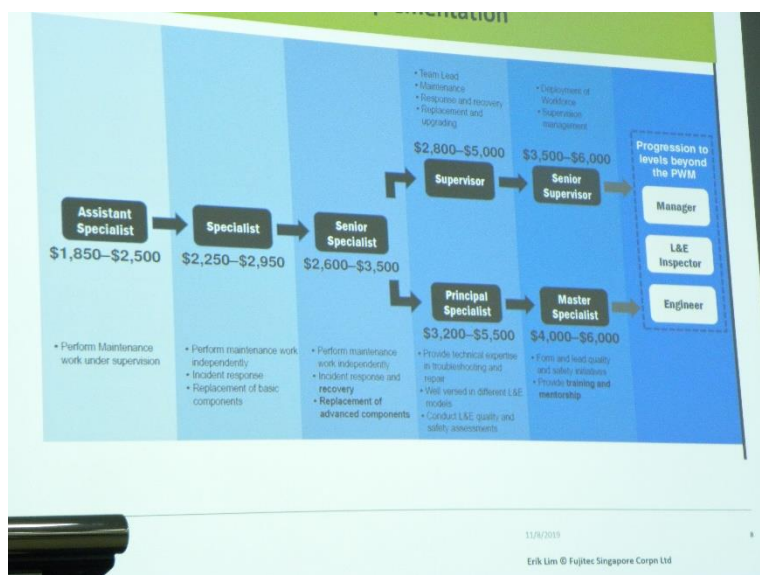 • Team Lead
• Maintenance
• Response and recovery
• Replacement and
upgrading
• Deployment of
Workforce
• Supervision
management
Progression to
levels beyond
the PWM
$2,800–$5,000
$3,500–$6,000
Supervisor
Senior
Supervisor
Manager
Assistant
Specialist
$1,850–$2,500
Specialist
$2,250–$2,950
Senior
Specialist
$2,600–$3,500
L&E
Inspector
Principal
Specialist
$3,200–$5,500
Master
Specialist
$4,000–$6,000
Engineer
• Perform Maintenance
work under supervision
• Perform maintenance work
independently
• Incident response
• Replacement of basic
components
• Perform maintenance
work independently
• Incident response and
recovery
• Replacement of
advanced components
• Provide technical expertise
in troubleshooting and
repair
• Well versed in different L&E
models
• Conduct L&E quality and
safety assessments
• Form and lead quality
and safety initiatives
• Provide training and
mentorship
11/9/2019
8
Erik Lim © Fujitec Singapore Corpn Ltd